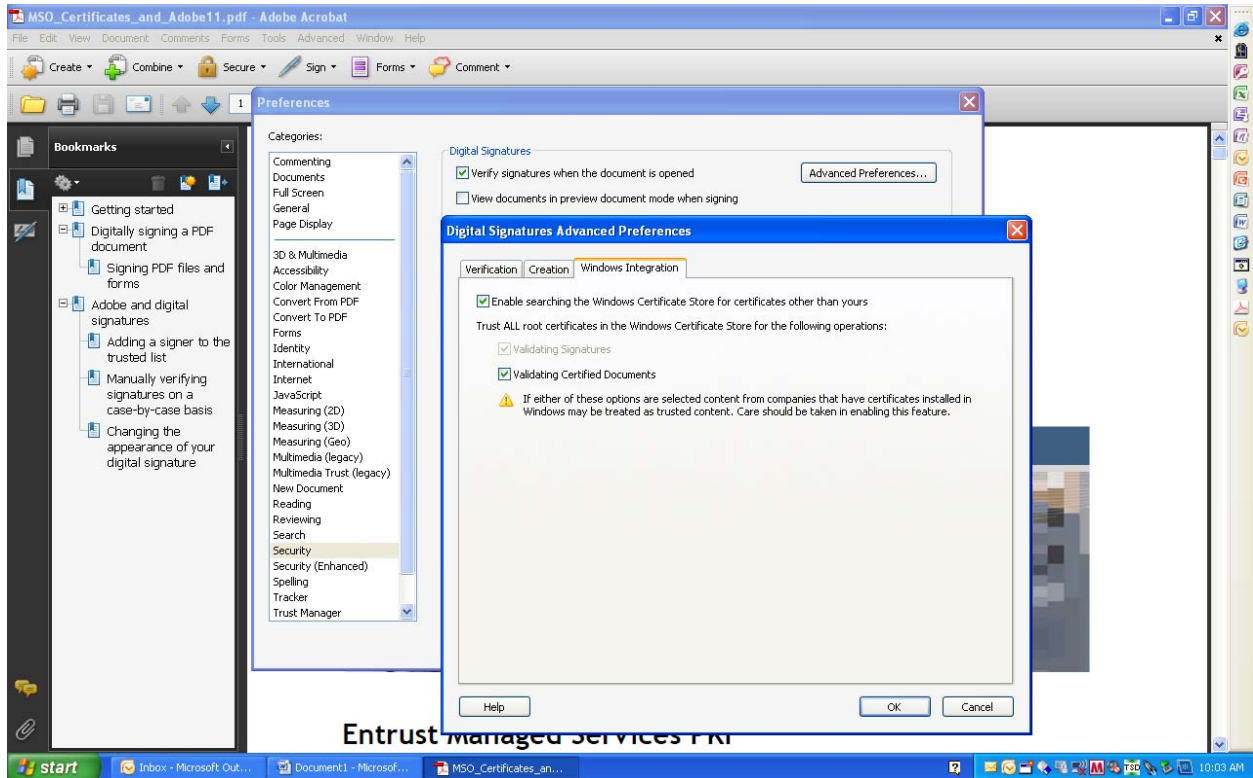 MSO_Certificates_and_Adobe11.pdf - Adobe Acrobat
File Edit View Document Comments Forms Tools Advanced Window Help
Create Combine Secure Sign Forms Comment
1
Preferences
Categories:
Commenting
Documents
Full Screen
General
Page Display
3D & Multimedia
Accessibility
Color Management
Convert From PDF
Convert To PDF
Forms
Identity
International
Internet
JavaScript
Measuring (2D)
Measuring (3D)
Measuring (Geo)
Multimedia (legacy)
Multimedia Trust (legacy)
New Document
Reading
Reviewing
Search
Security
Security (Enhanced)
Spelling
Tracker
Trust Manager
Digital Signatures
Verify signatures when the document is opened
Advanced Preferences...
View documents in preview document mode when signing
Digital Signatures Advanced Preferences
Verification Creation Windows Integration
Enable searching the Windows Certificate Store for certificates other than yours
Trust ALL root certificates in the Windows Certificate Store for the following operations:
Validating Signatures
Validating Certified Documents
If either of these options are selected content from companies that have certificates installed in
Windows may be treated as trusted content. Care should be taken in enabling this feature.
Help OK Cancel
Bookmarks
Getting started
Digitally signing a PDF
document
Signing PDF files and
forms
Adobe and digital
signatures
Adding a signer to the
trusted list
Manually verifying
signatures on a
case-by-case basis
Changing the
appearance of your
digital signature
Entrust Managed Services PKI
start Inbox - Microsoft Out... Document1 - Microsof... MSO_Certificates_an... 10:03 AM